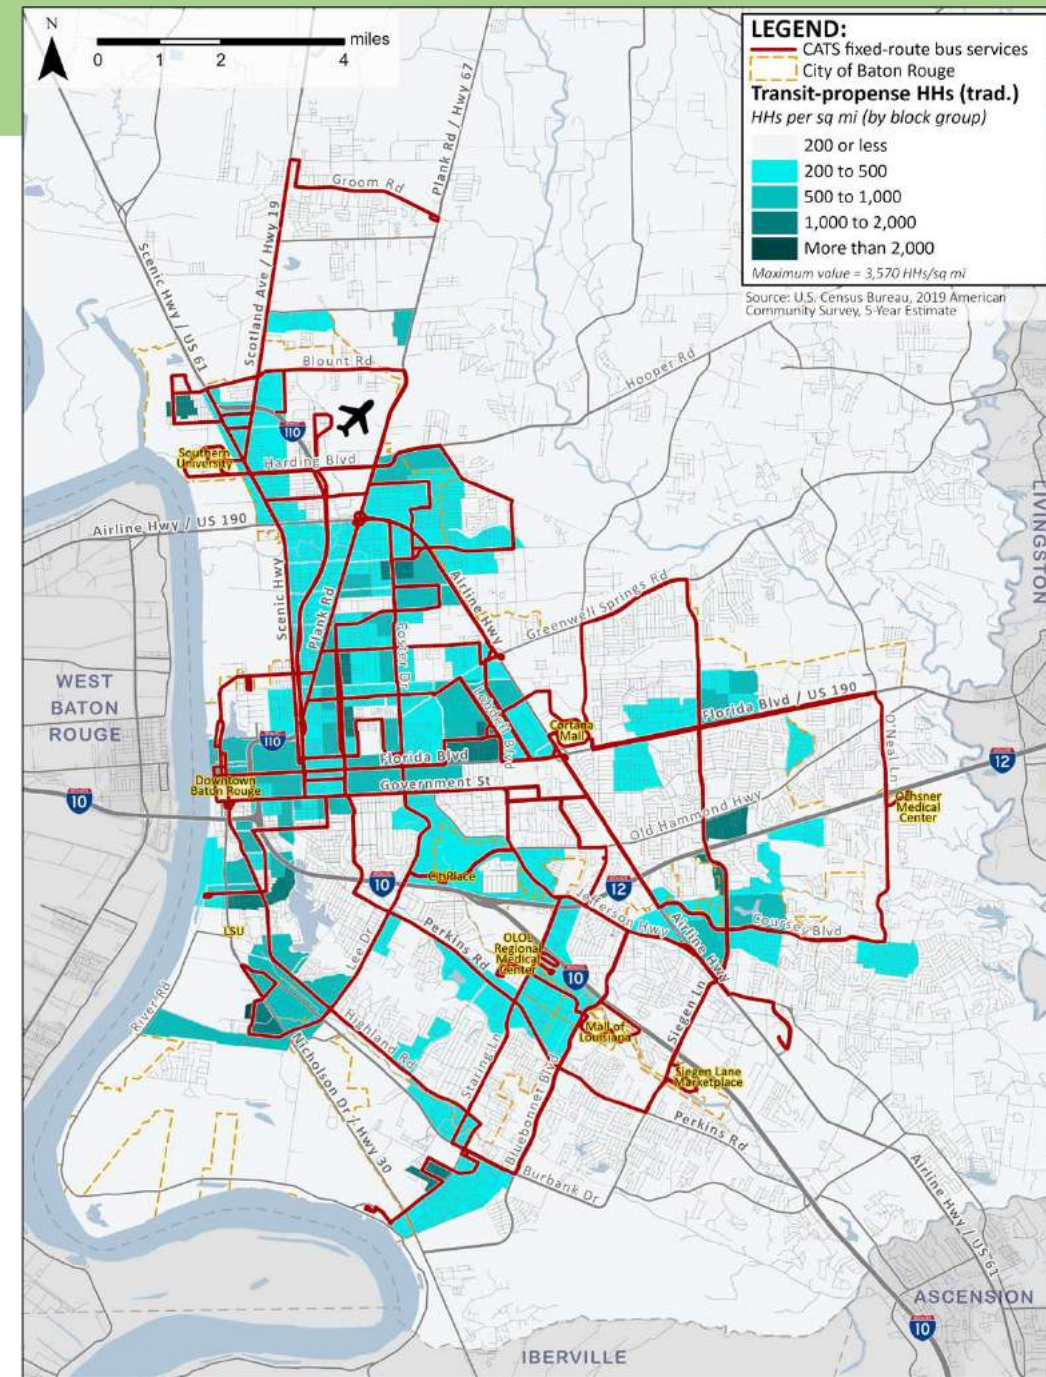 N
miles
0 1 2 4
LEGEND:
CATS fixed-route bus services
City of Baton Rouge
Transit-propense HHs (trad.)
HHs per sq mi (by block group)
200 or less
200 to 500
500 to 1,000
1,000 to 2,000
More than 2,000
Maximum value = 3,570 HHs/sq mi
Source: U.S. Census Bureau, 2019 American
Community Survey, 5-Year Estimate
Plank Rd / Hwy 67
Groom Rd
Scotland Ave / Hwy 19
Scenic Hwy / US 61
Blount Rd
Hooper Rd
110
Southern
University
Harding Blvd
LIVINGSTON
Airline Hwy / US 190
Scenic Hwy
Plank Rd
Airline Hwy
Greenwell Springs Rd
Foster Dr
WEST
BATON
ROUGE
Lobdell Blvd
Florida Blvd / US 190
Cortana
Mall
O'Neal Ln
110
Florida Blvd
12
Downtown
Baton Rouge
Government St
10
Ochsner
Medical
Center
Old Hammond Hwy
CitiPlace
10
12
Jefferson Hwy
Airline Hwy
Coursey Blvd
LSU
Perkins Rd
Lee Dr
OLOL
Regional
Medical
Center
10
River Rd
Siegen Ln
Highland Rd
Mall of
Louisiana
Nicholson Dr / Hwy 30
Staring Ln
Bluebonnet Blvd
Siegen Lane
Marketplace
Perkins Rd
Burbank Dr
Airline Hwy / US 61
ASCENSION
10
IBERVILLE